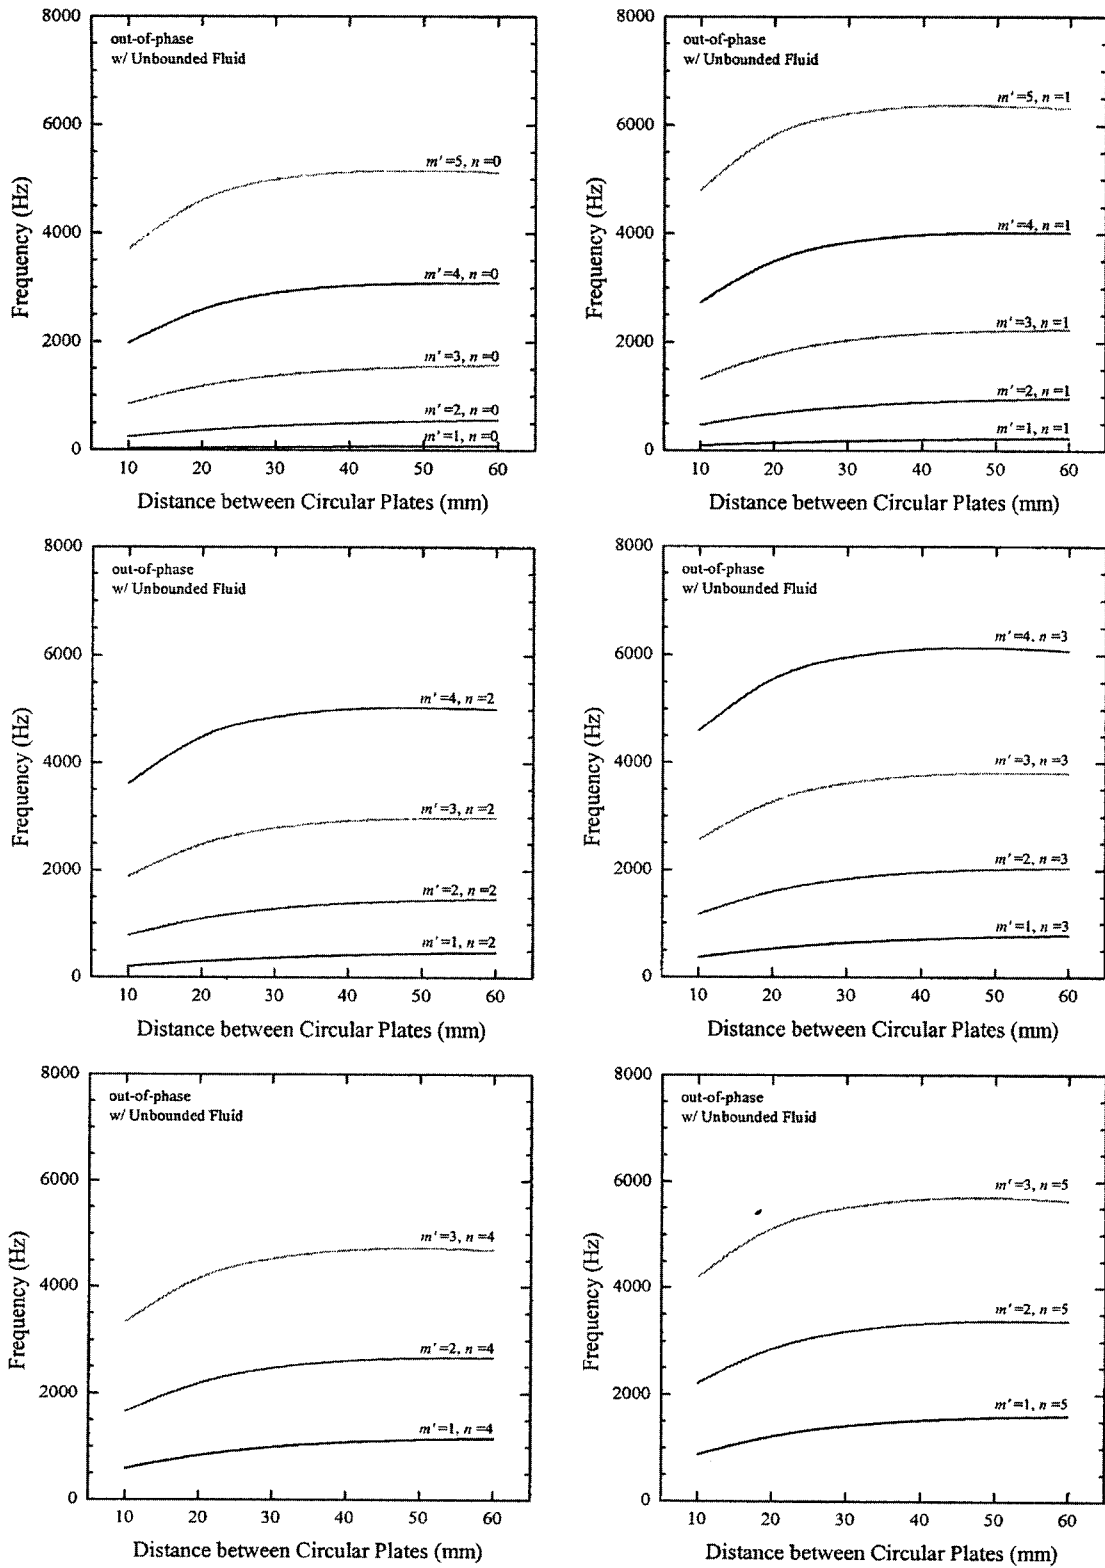 out-of-phase
w/ Unbounded Fluid
8000
6000
4000
2000
0
Frequency (Hz)
m'=5, n=0
m'=4, n=0
m'=3, n=0
m'=2, n=0
m'=1, n=0
10 20 30 40 50 60
Distance between Circular Plates (mm)
out-of-phase
w/ Unbounded Fluid
8000
6000
4000
2000
0
Frequency (Hz)
m'=5, n=1
m'=4, n=1
m'=3, n=1
m'=2, n=1
m'=1, n=1
10 20 30 40 50 60
Distance between Circular Plates (mm)
out-of-phase
w/ Unbounded Fluid
8000
6000
4000
2000
0
Frequency (Hz)
m'=4, n=2
m'=3, n=2
m'=2, n=2
m'=1, n=2
10 20 30 40 50 60
Distance between Circular Plates (mm)
out-of-phase
w/ Unbounded Fluid
8000
6000
4000
2000
0
Frequency (Hz)
m'=4, n=3
m'=3, n=3
m'=2, n=3
m'=1, n=3
10 20 30 40 50 60
Distance between Circular Plates (mm)
out-of-phase
w/ Unbounded Fluid
8000
6000
4000
2000
0
Frequency (Hz)
m'=3, n=4
m'=2, n=4
m'=1, n=4
10 20 30 40 50 60
Distance between Circular Plates (mm)
out-of-phase
w/ Unbounded Fluid
8000
6000
4000
2000
0
Frequency (Hz)
m'=3, n=5
m'=2, n=5
m'=1, n=5
10 20 30 40 50 60
Distance between Circular Plates (mm)